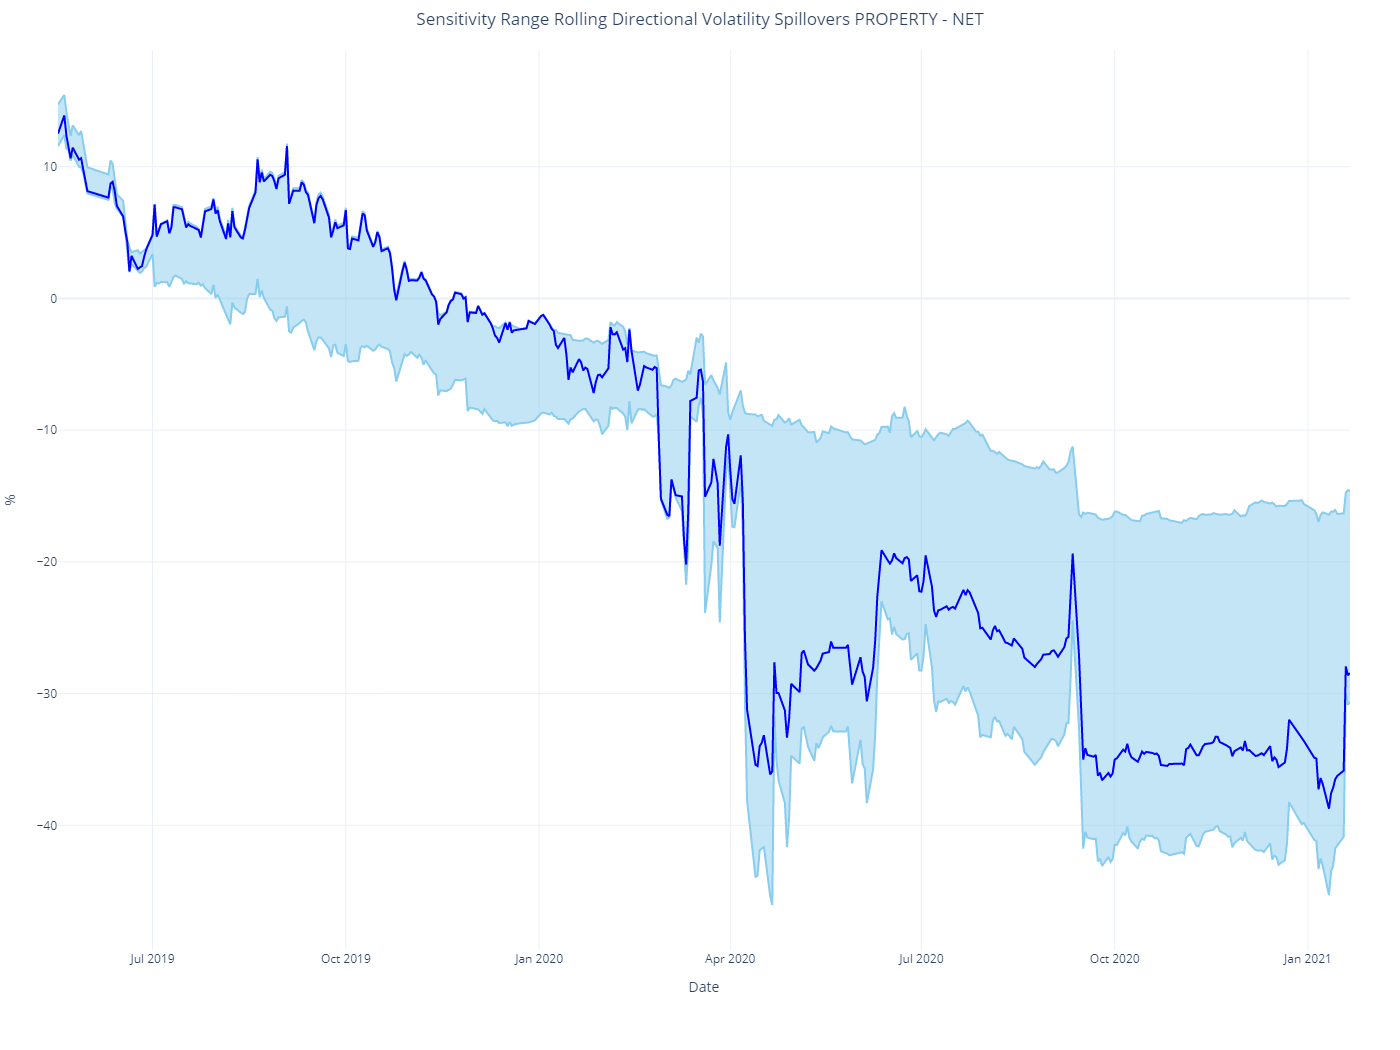 Sensitivity Range Rolling Directional Volatility Spillovers PROPERTY - NET
10
0
−10
−20
−30
−40
%
Jul 2019
Oct 2019
Jan 2020
Apr 2020
Jul 2020
Oct 2020
Jan 2021
Date